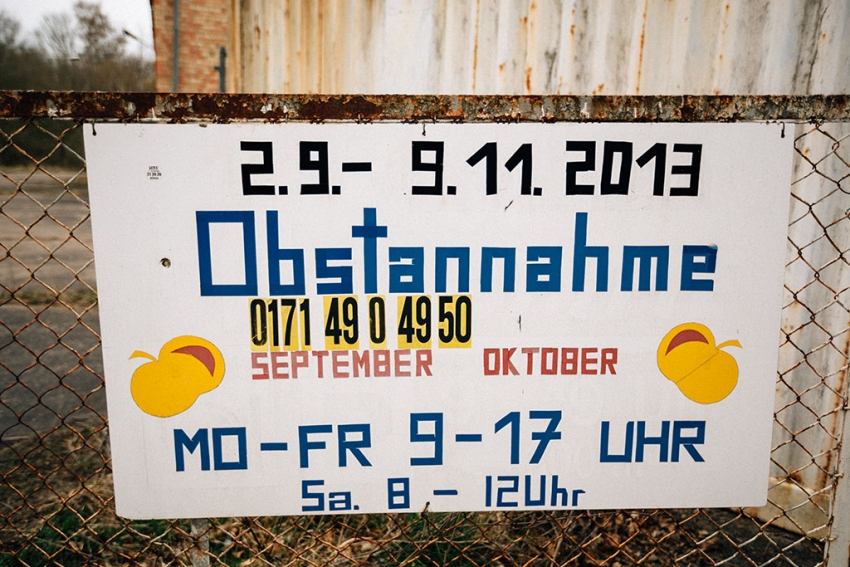 2.9.- 9.11. 2013
Obstannahme
0171 49 0 49 50
SEPTEMBER OKTOBER
MO-FR 9-17 UHR
Sa. 8 - 12Uhr